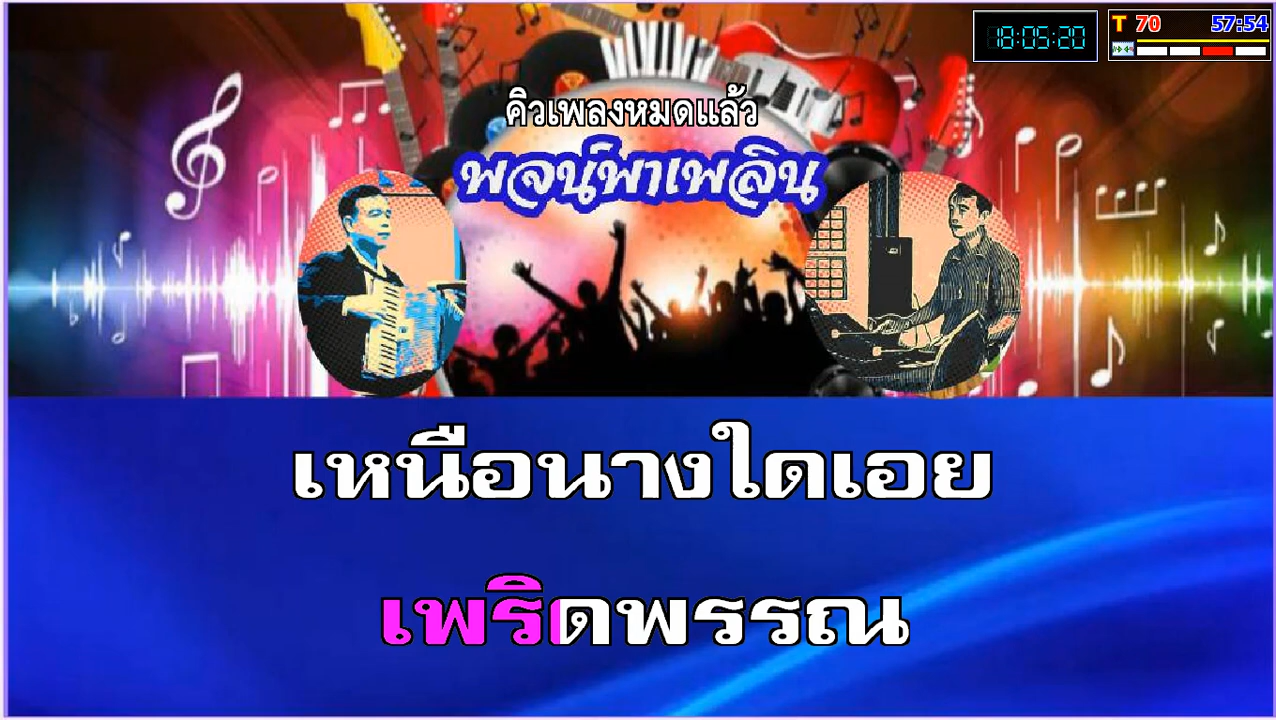 18:05:20
T 70 57:54
คิวเพลงหมดแล้ว
พจน์พาเพลิน
เหนือนางใดเอย
เพริดพรรณ